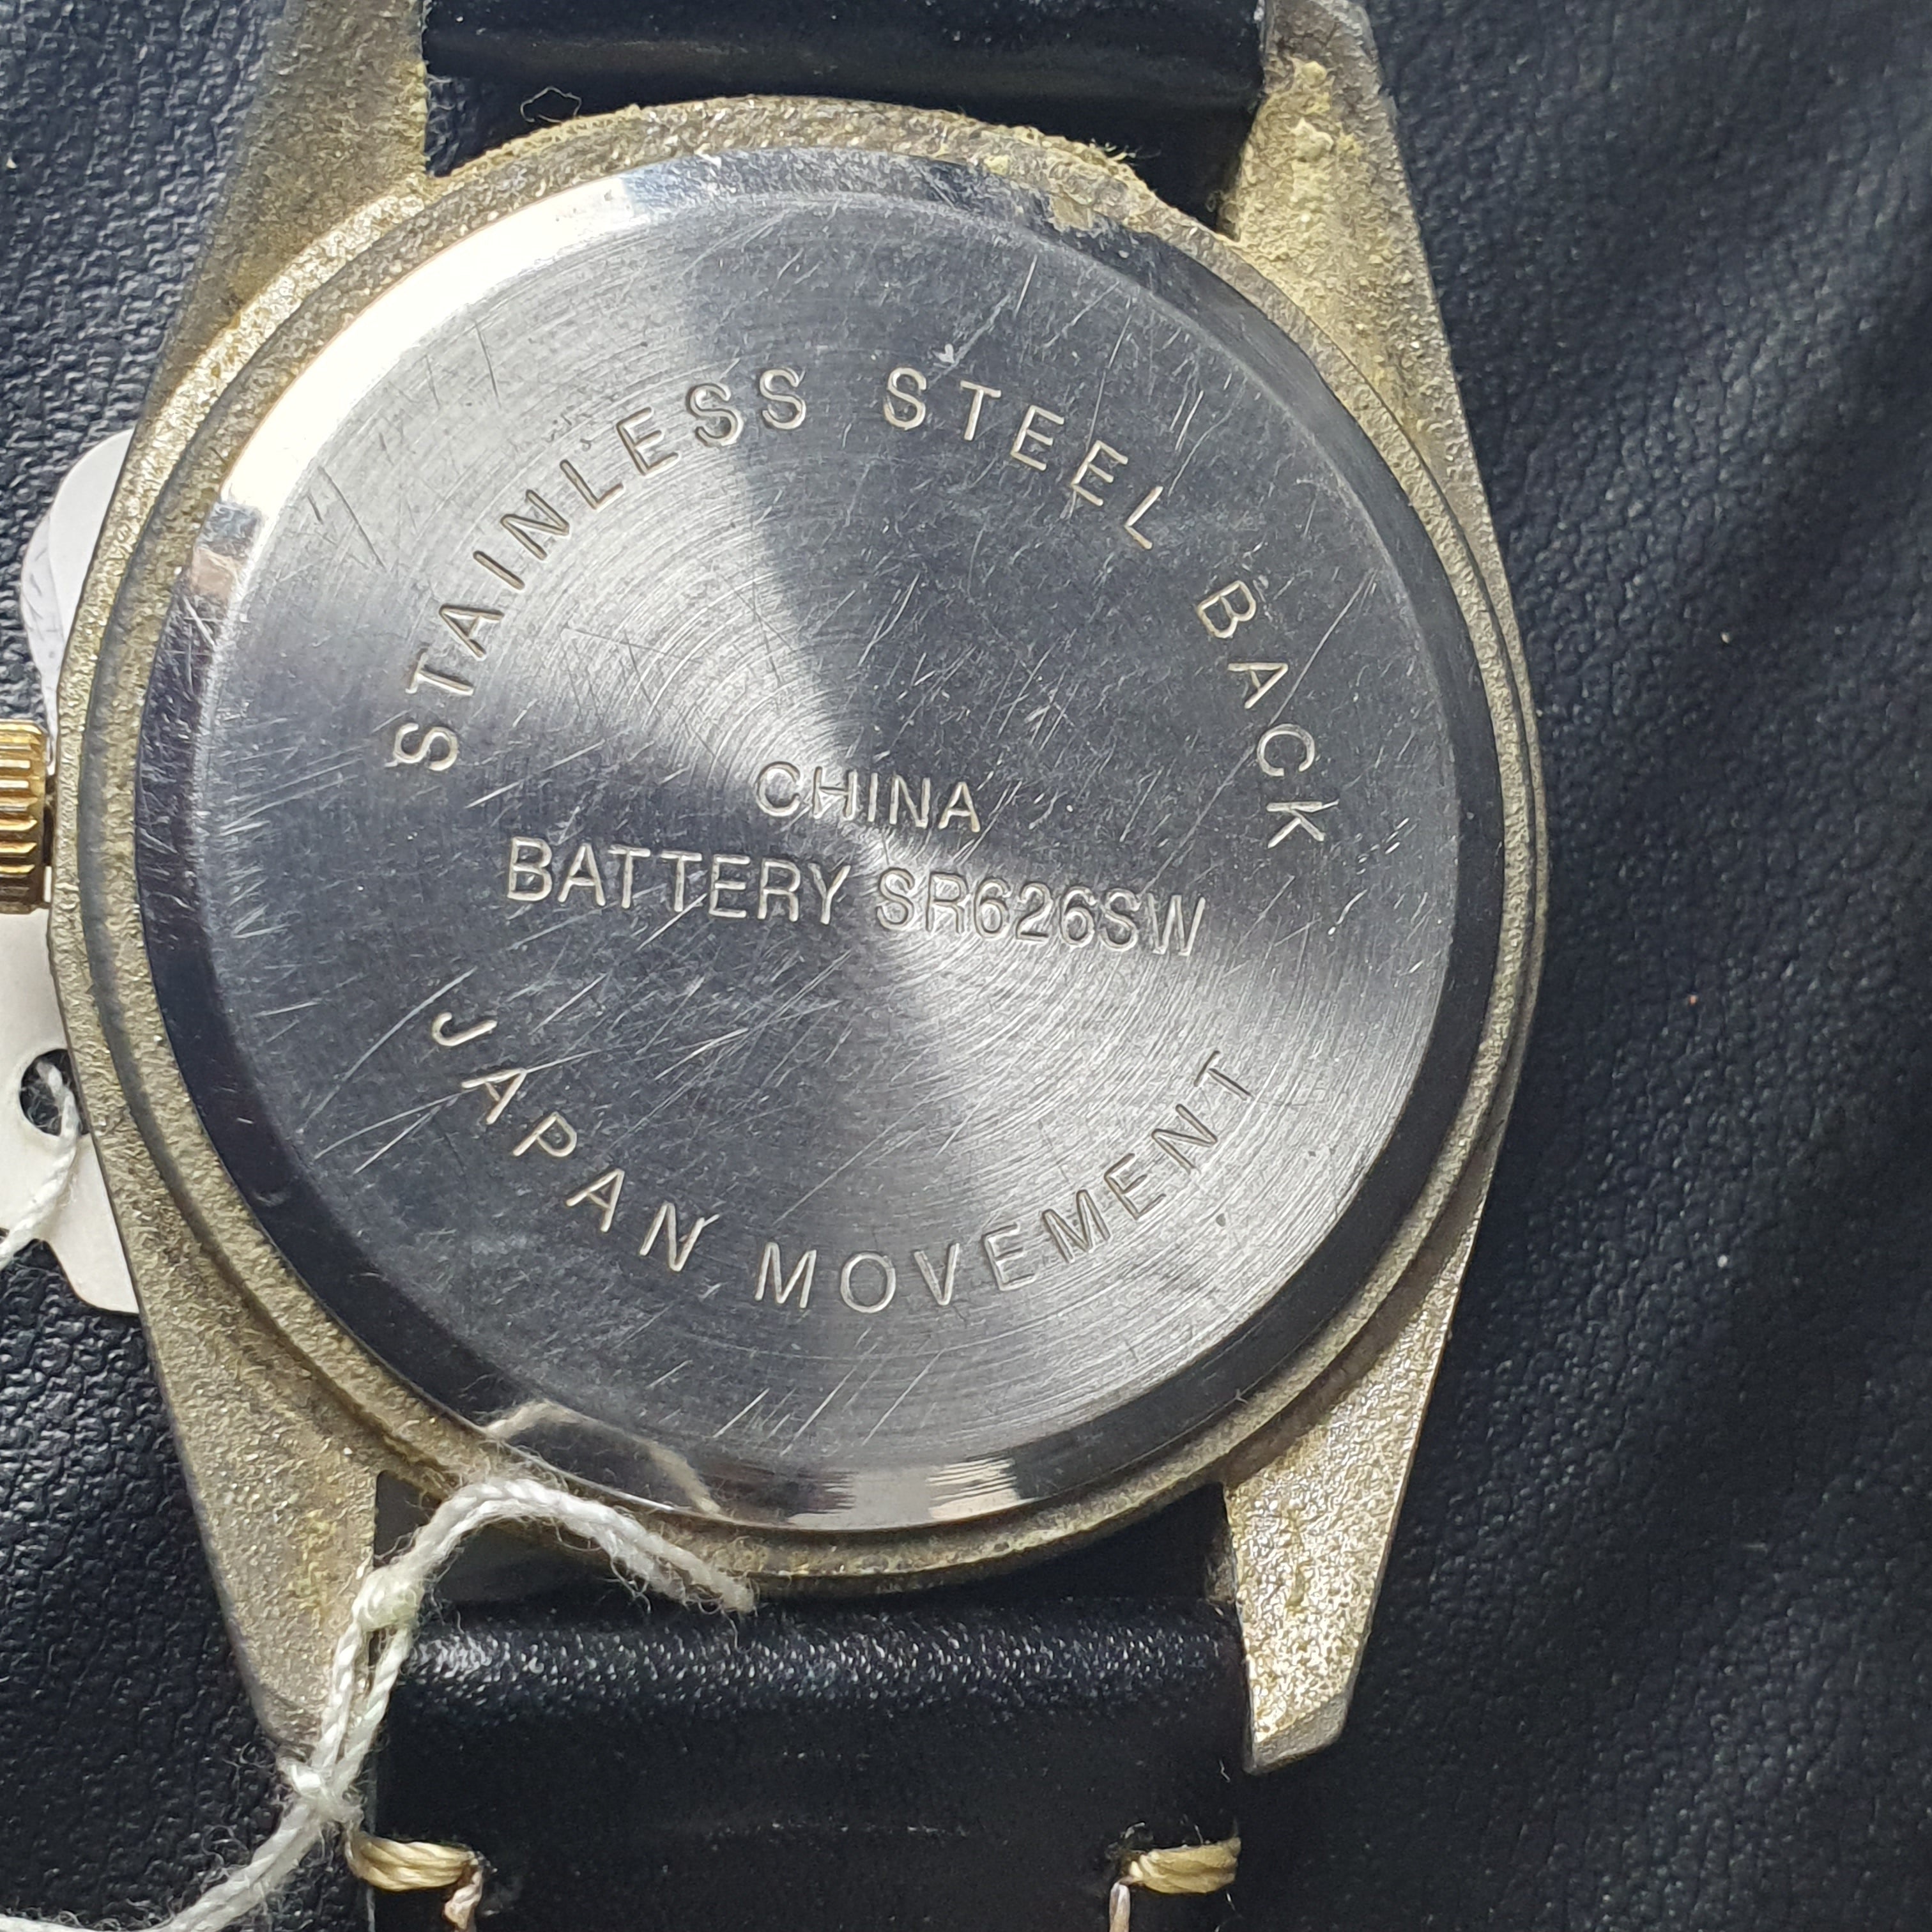 STAINLESS STEEL BACK
CHINA
BATTERY SR626SW
JAPAN MOVEMENT